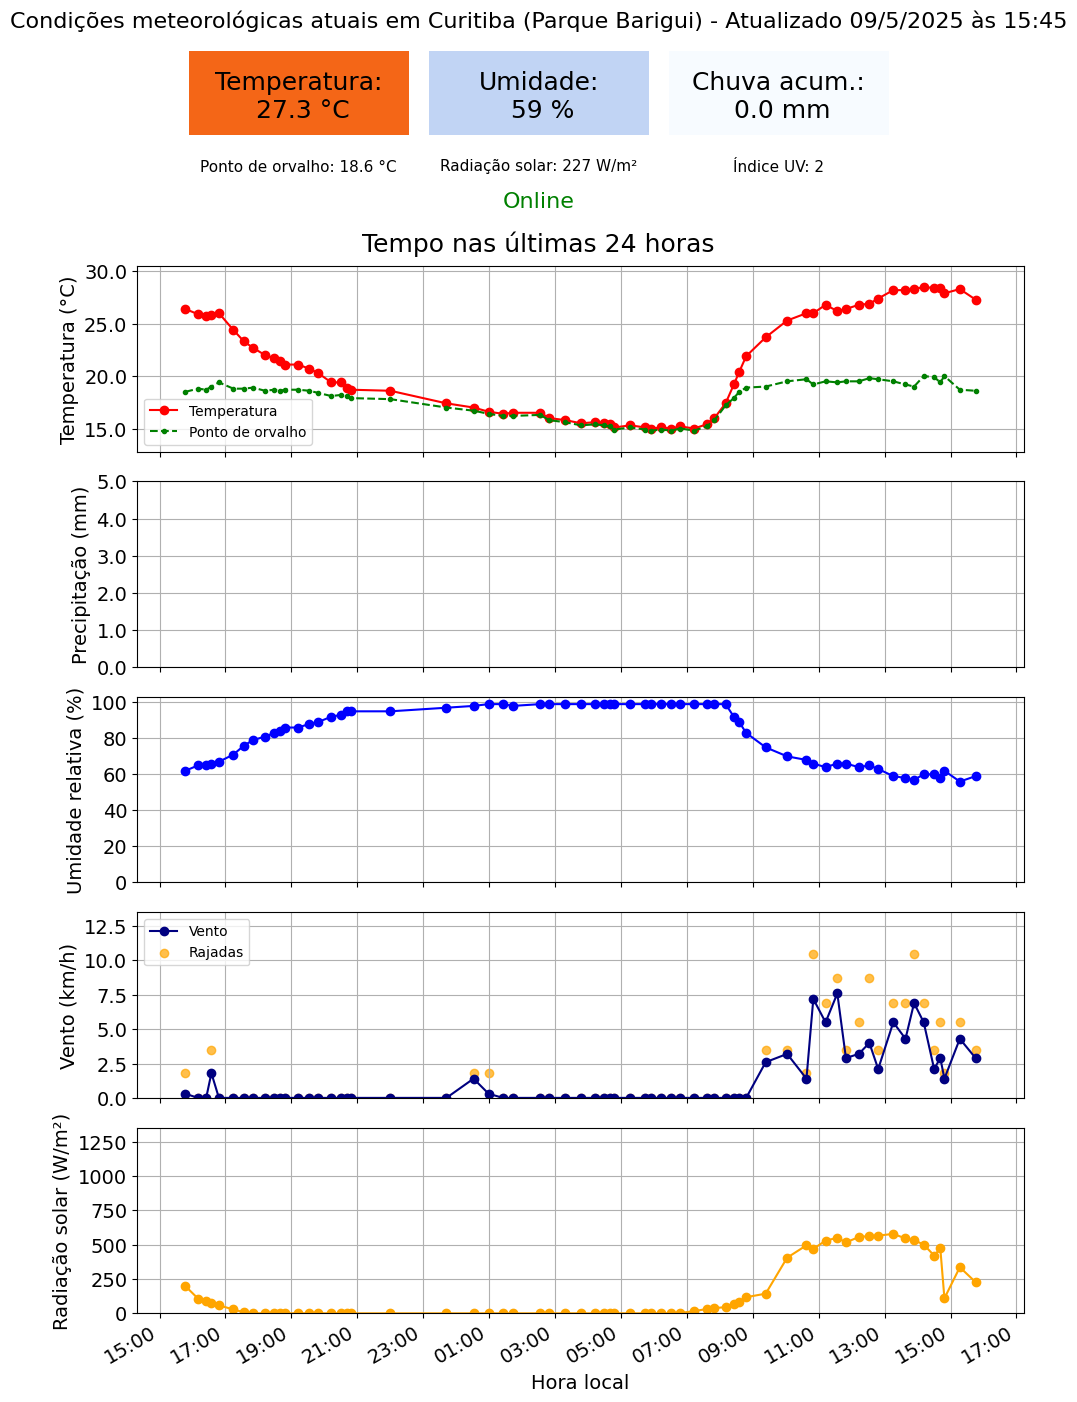 Condições meteorológicas atuais em Curitiba (Parque Barigui) - Atualizado 09/5/2025 às 15:45
Temperatura:
27.3 °C
Umidade:
59 %
Chuva acum.:
0.0 mm
Ponto de orvalho: 18.6 °C
Radiação solar: 227 W/m²
Índice UV: 2
Online
Tempo nas últimas 24 horas
Temperatura (°C)
30.0
25.0
20.0
15.0
Temperatura
Ponto de orvalho
Precipitação (mm)
5.0
4.0
3.0
2.0
1.0
0.0
Umidade relativa (%)
100
80
60
40
20
0
Vento (km/h)
12.5
10.0
7.5
5.0
2.5
0.0
Vento
Rajadas
Radiação solar (W/m²)
1250
1000
750
500
250
0
15:00
17:00
19:00
21:00
23:00
01:00
03:00
05:00
07:00
09:00
11:00
13:00
15:00
17:00
Hora local